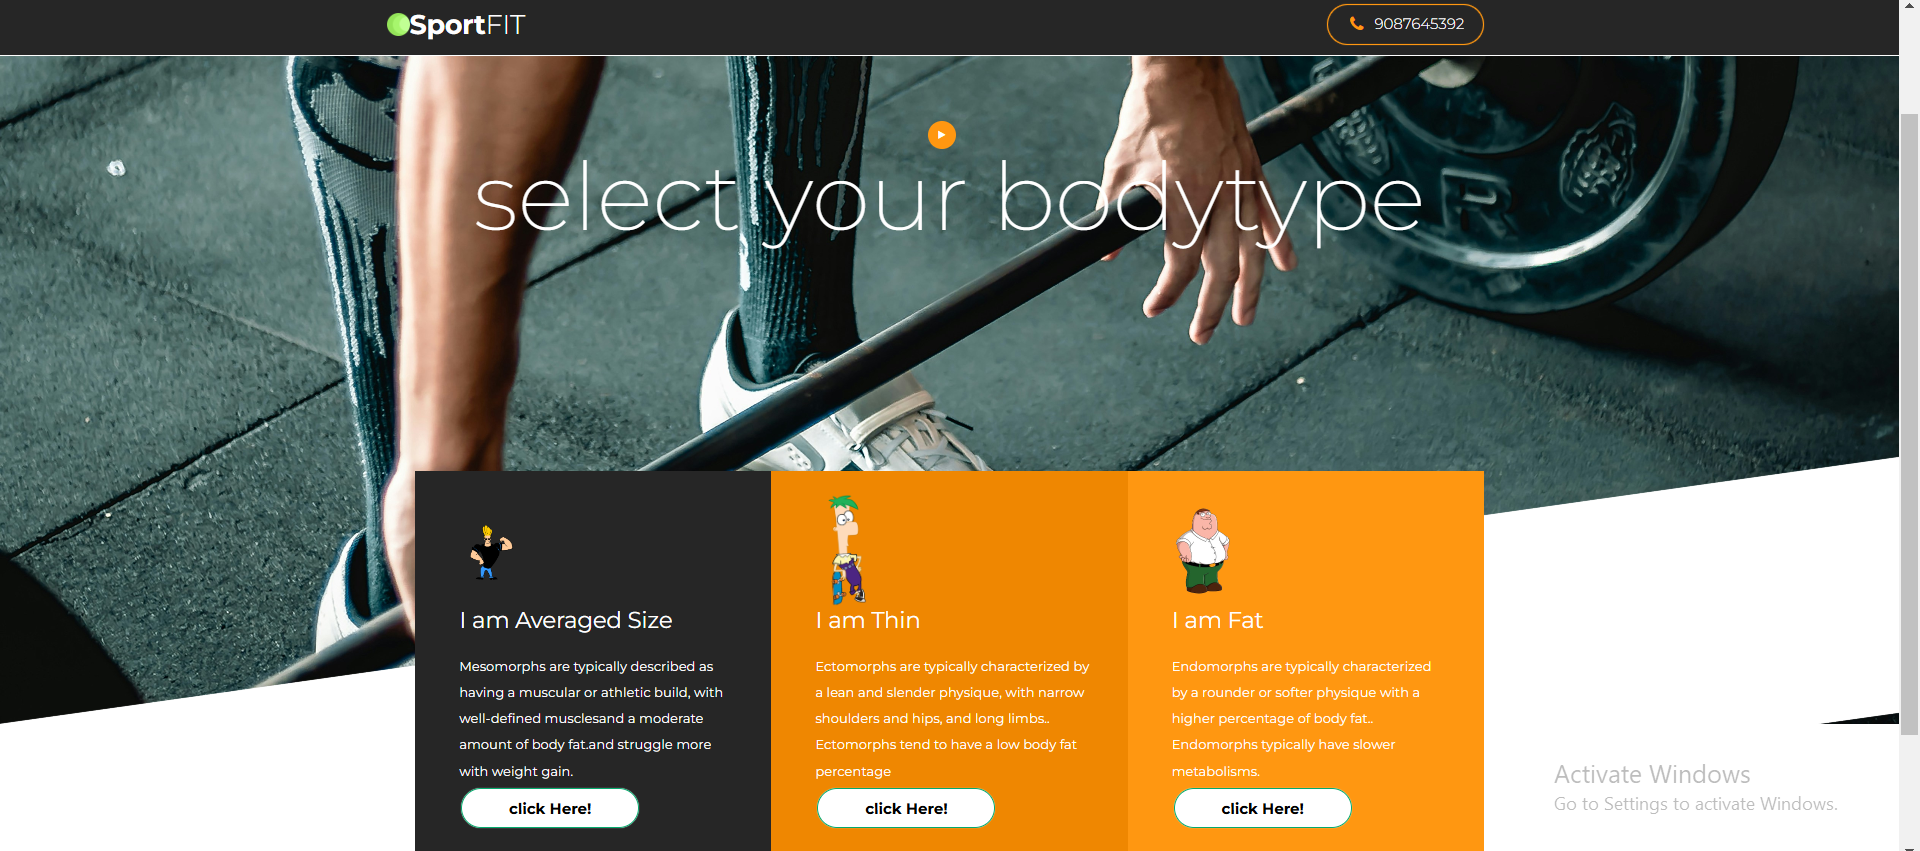 SportFIT
9087645392
select your bodytype
I am Averaged Size
Mesomorphs are typically described as
having a muscular or athletic build, with
well-defined musclesand a moderate
amount of body fat.and struggle more
with weight gain.
click Here!
I am Thin
Ectomorphs are typically characterized by
a lean and slender physique, with narrow
shoulders and hips, and long limbs..
Ectomorphs tend to have a low body fat
percentage
click Here!
I am Fat
Endomorphs are typically characterized
by a rounder or softer physique with a
higher percentage of body fat..
Endomorphs typically have slower
metabolisms.
click Here!
R
Activate Windows
Go to Settings to activate Windows.